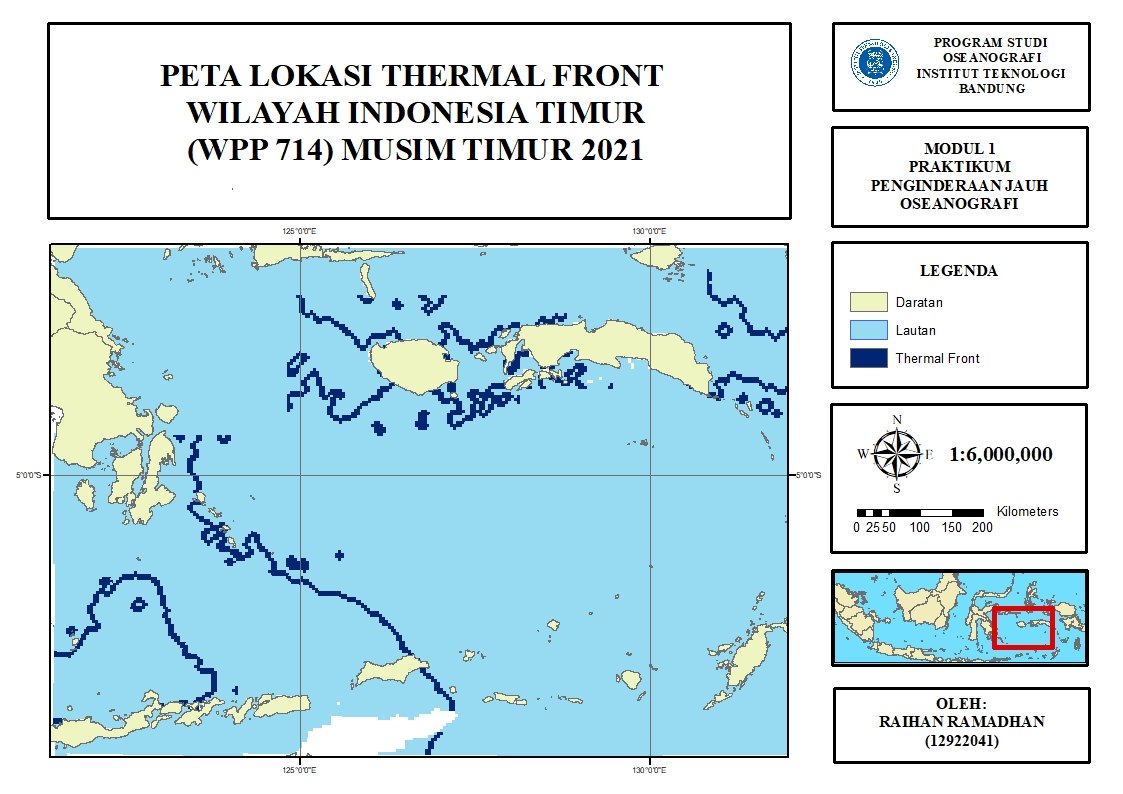 PETA LOKASI THERMAL FRONT
WILAYAH INDONESIA TIMUR
(WPP 714) MUSIM TIMUR 2021
PROGRAM STUDI
OSEANOGRAFI
INSTITUT TEKNOLOGI
BANDUNG
MODUL 1
PRAKTIKUM
PENGINDERAAN JAUH
OSEANOGRAFI
125°0'0"E
130°0'0"E
5°0'0"S
5°0'0"S
125°0'0"E
130°0'0"E
LEGENDA
Daratan
Lautan
Thermal Front
N
W
E
S
1:6,000,000
Kilometers
0 25 50 100 150 200
OLEH:
RAIHAN RAMADHAN
(12922041)